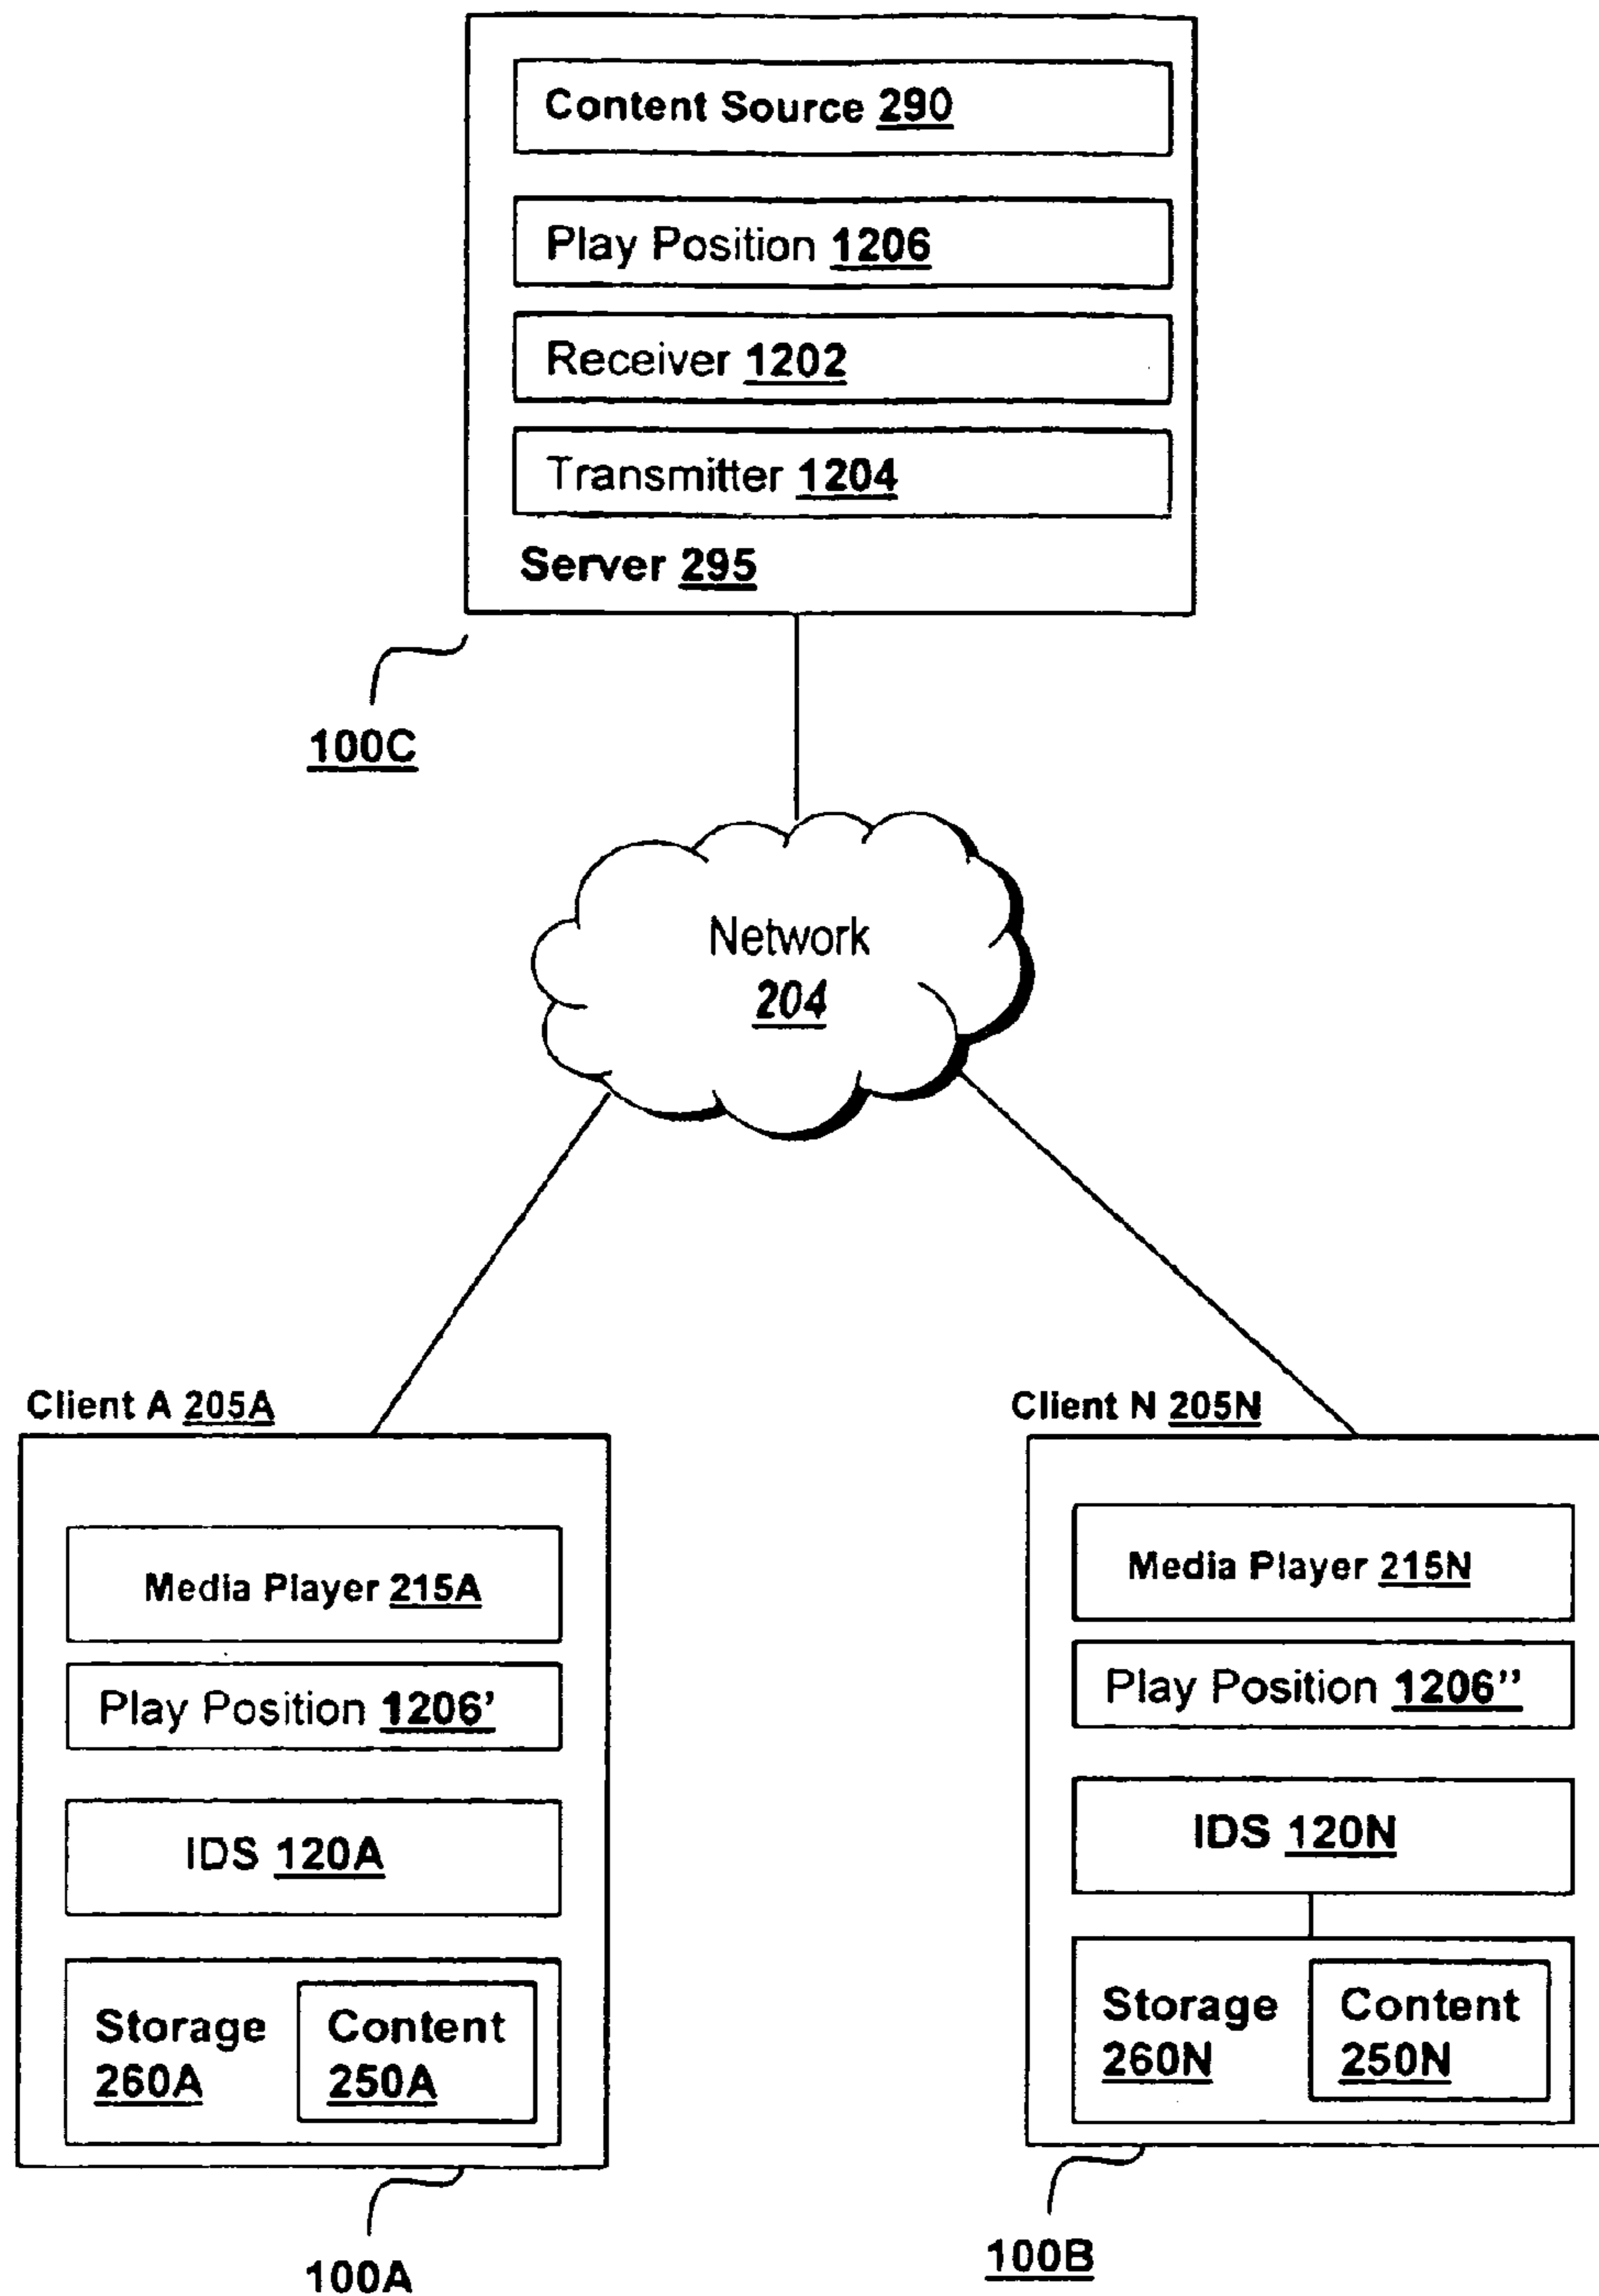 Content Source 290
Play Position 1206
Receiver 1202
Transmitter 1204
Server 295
100C
Network
204
Client A 205A
Media Player 215A
Play Position 1206'
IDS 120A
Storage
260A
Content
250A
100A
Client N 205N
Media Player 215N
Play Position 1206"
IDS 120N
Storage
260N
Content
250N
100B